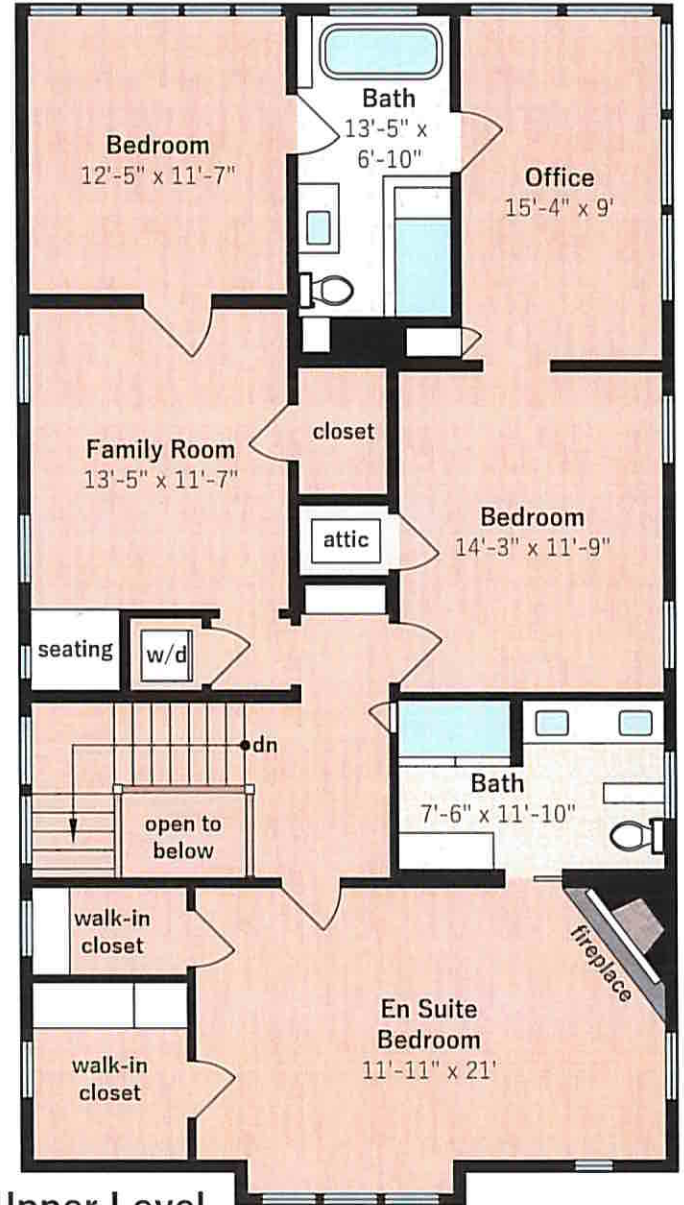 Bedroom
12'-5" x 11'-7"
Bath
13'-5" x
6'-10"
Office
15'-4" x 9'
Family Room
13'-5" x 11'-7"
closet
attic
Bedroom
14'-3" x 11'-9"
seating
w/d
dn
open to
below
Bath
7'-6" x 11'-10"
walk-in
closet
fireplace
En Suite
Bedroom
11'-11" x 21'
walk-in
closet
Upper Level